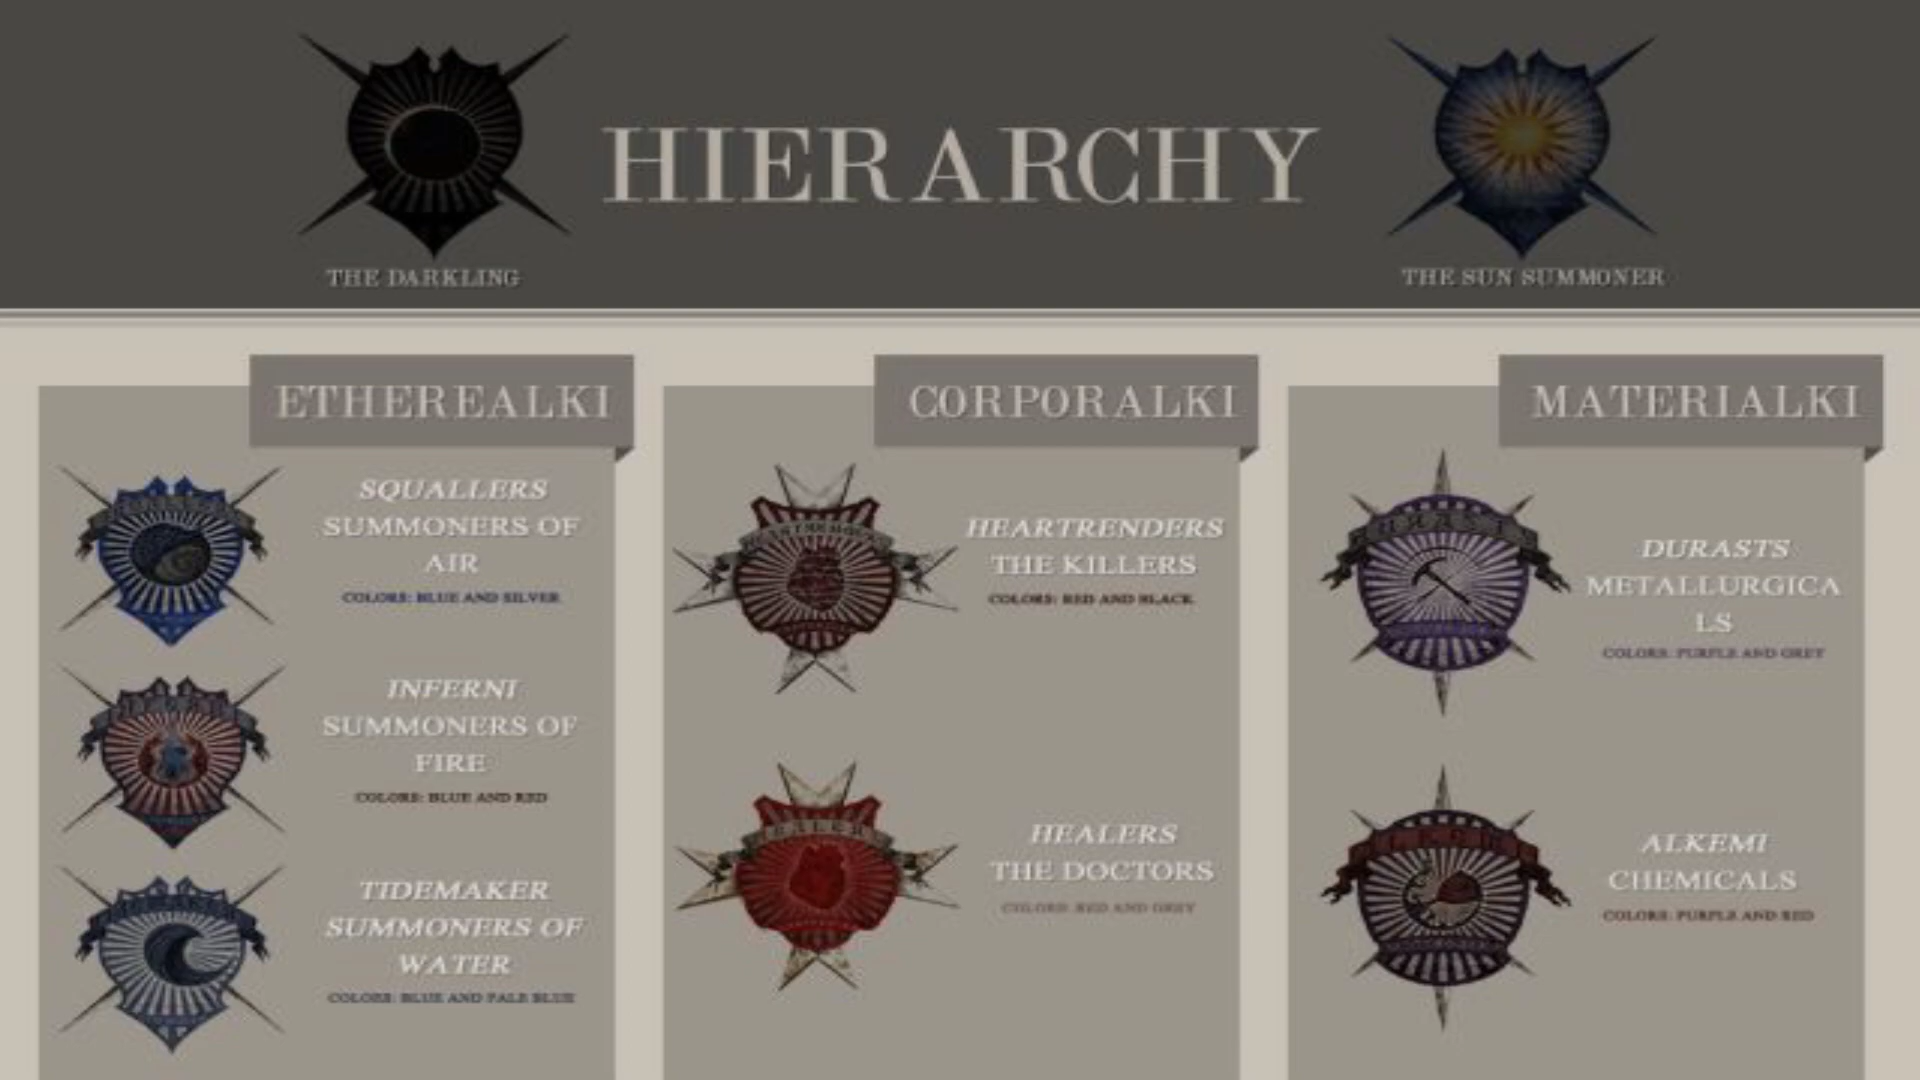 HIERARCHY
THE DARKLING
THE SUN SUMMONER
ETHEREALKI
SQUALLERS
SUMMONERS OF
AIR
COLORS: BLUE AND SILVER
INFERNI
SUMMONERS OF
FIRE
COLORS: BLUE AND RED
TIDEMAKER
SUMMONERS OF
WATER
COLORS: BLUE AND PALE BLUE
CORPORALKI
HEARTRENDERS
THE KILLERS
COLORS: RED AND BLACK
HEALER
HEALERS
THE DOCTORS
COLORS: RED AND GREY
MATERIALKI
DURAST
DURASTS
METALLURGICA
LS
COLORS: PURPLE AND GREY
ALKEMI
CHEMICALS
COLORS: PURPLE AND RED